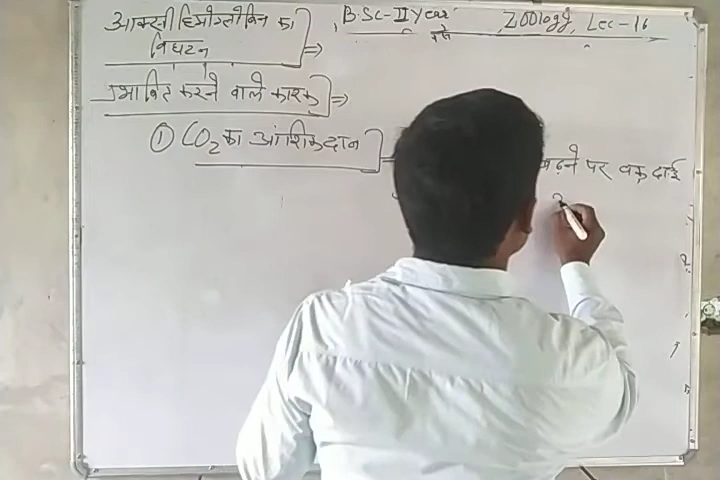 आक्सी हिमोग्लोबिन का विघटन ⇒
B.SC-II Year Zoology, Lec-16
प्रभावित करने वाले कारक ⇒
① CO₂ का आंशिक दाब
बढ़ने पर वक्र दाई